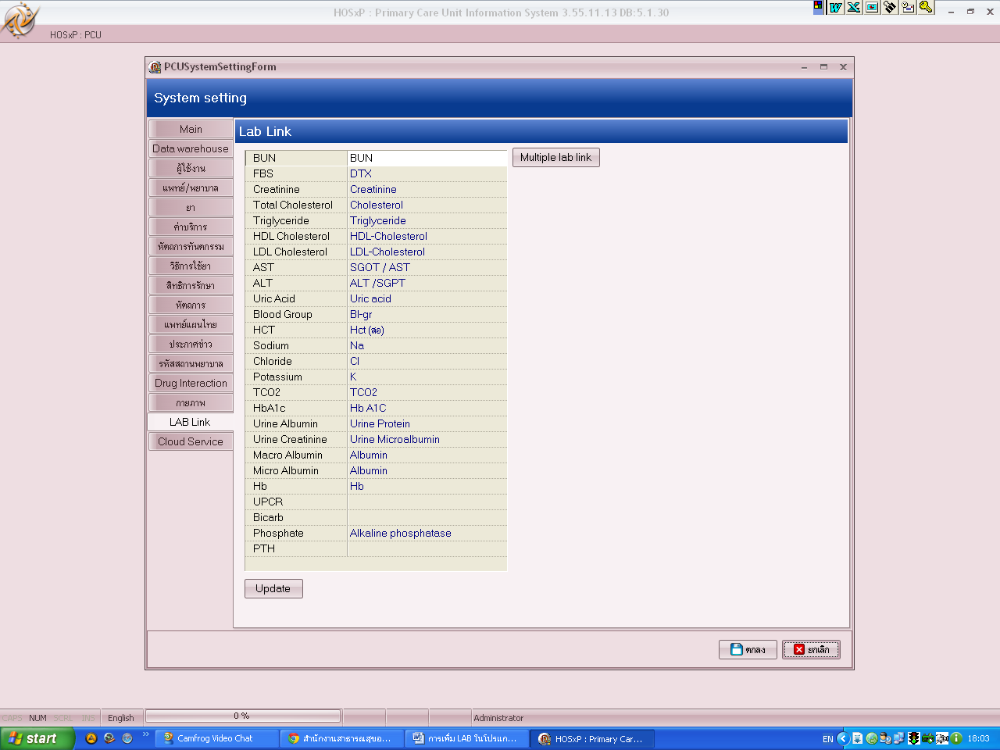 HOSxP : Primary Care Unit Information System 3.55.11.13 DB:5.1.30
HOSxP : PCU
PCUSystemSettingForm
System setting
Main
Data warehouse
ผู้ใช้งาน
แพทย์/พยาบาล
ยา
ค่าบริการ
หัตถการทันตกรรม
วิธีการใช้ยา
สิทธิการรักษา
หัตถการ
แพทย์แผนไทย
ประกาศข่าว
รหัสสถานพยาบาล
Drug Interaction
กายภาพ
LAB Link
Cloud Service
Lab Link
BUN BUN
FBS DTX
Creatinine Creatinine
Total Cholesterol Cholesterol
Triglyceride Triglyceride
HDL Cholesterol HDL-Cholesterol
LDL Cholesterol LDL-Cholesterol
AST SGOT / AST
ALT ALT /SGPT
Uric Acid Uric acid
Blood Group Bl-gr
HCT Hct (สอ)
Sodium Na
Chloride Cl
Potassium K
TCO2 TCO2
HbA1c Hb A1C
Urine Albumin Urine Protein
Urine Creatinine Urine Microalbumin
Macro Albumin Albumin
Micro Albumin Albumin
Hb Hb
UPCR
Bicarb
Phosphate Alkaline phosphatase
PTH
Multiple lab link
Update
ตกลง
ยกเลิก
CAPS NUM SCRL INS English 0 % Administrator
start Camfrog Video Chat สำนักงานสาธารณสุขอ... การเพิ่ม LAB ในโปรแก... HOSxP : Primary Car... EN 18:03